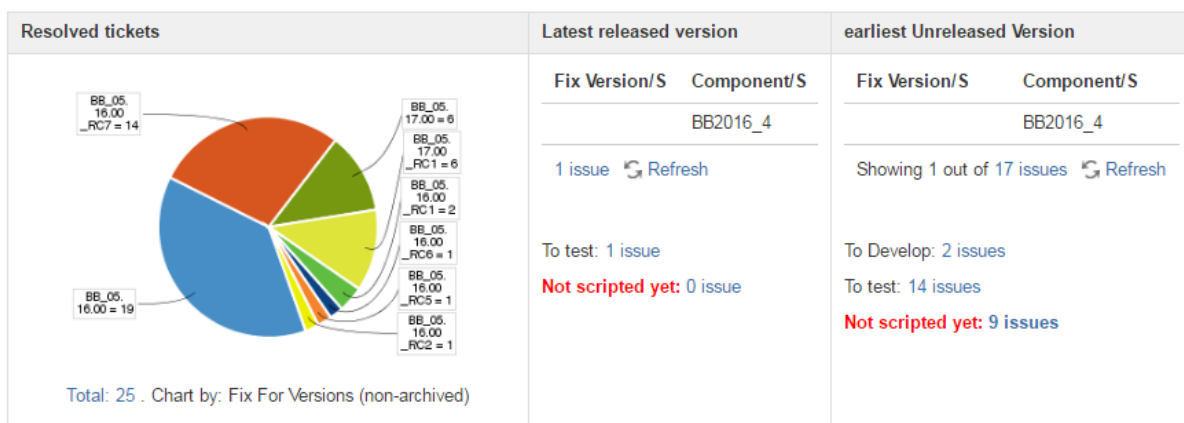 Resolved tickets
BB_05.
16.00
_RC7 = 14
BB_05.
17.00 = 6
BB_05.
17.00
_RC1 = 6
BB_05.
16.00
_RC1 = 2
BB_05.
16.00
_RC6 = 1
BB_05.
16.00
_RC5 = 1
BB_05.
16.00
_RC2 = 1
BB_05.
16.00 = 19
Total: 25 . Chart by: Fix For Versions (non-archived)
Latest released version
Fix Version/S Component/S
BB2016_4
1 issue Refresh
To test: 1 issue
Not scripted yet: 0 issue
earliest Unreleased Version
Fix Version/S Component/S
BB2016_4
Showing 1 out of 17 issues Refresh
To Develop: 2 issues
To test: 14 issues
Not scripted yet: 9 issues